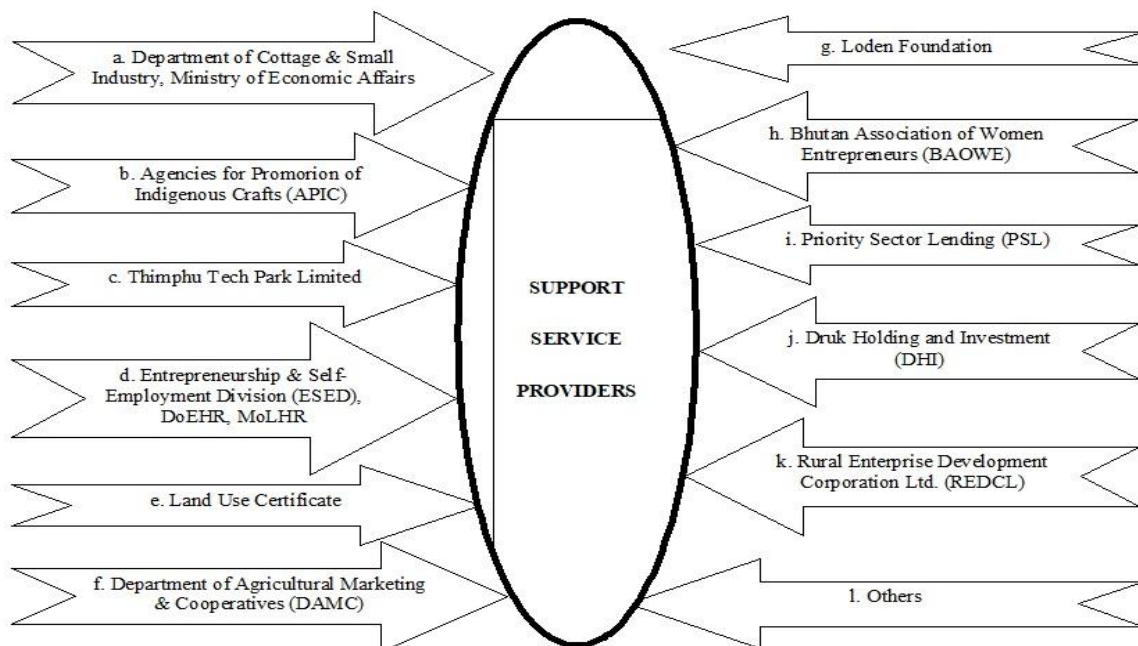 a. Department of Cottage & Small
Industry, Ministry of Economic Affairs
b. Agencies for Promorion of
Indigenous Crafts (APIC)
c. Thimphu Tech Park Limited
d. Entrepreneurship & Self-
Employment Division (ESED),
DoEHR, MoLHR
e. Land Use Certificate
f. Department of Agricultural Marketing
& Cooperatives (DAMC)
SUPPORT
SERVICE
PROVIDERS
g. Loden Foundation
h. Bhutan Association of Women
Entrepreneurs (BAOWE)
i. Priority Sector Lending (PSL)
j. Druk Holding and Investment
(DHI)
k. Rural Enterprise Development
Corporation Ltd. (REDCL)
l. Others